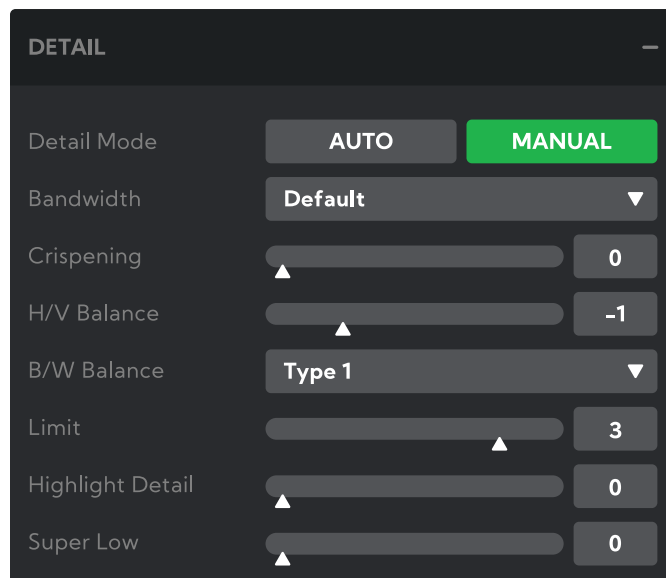 DETAIL
Detail Mode AUTO MANUAL
Bandwidth Default
Crispening 0
H/V Balance -1
B/W Balance Type 1
Limit 3
Highlight Detail 0
Super Low 0